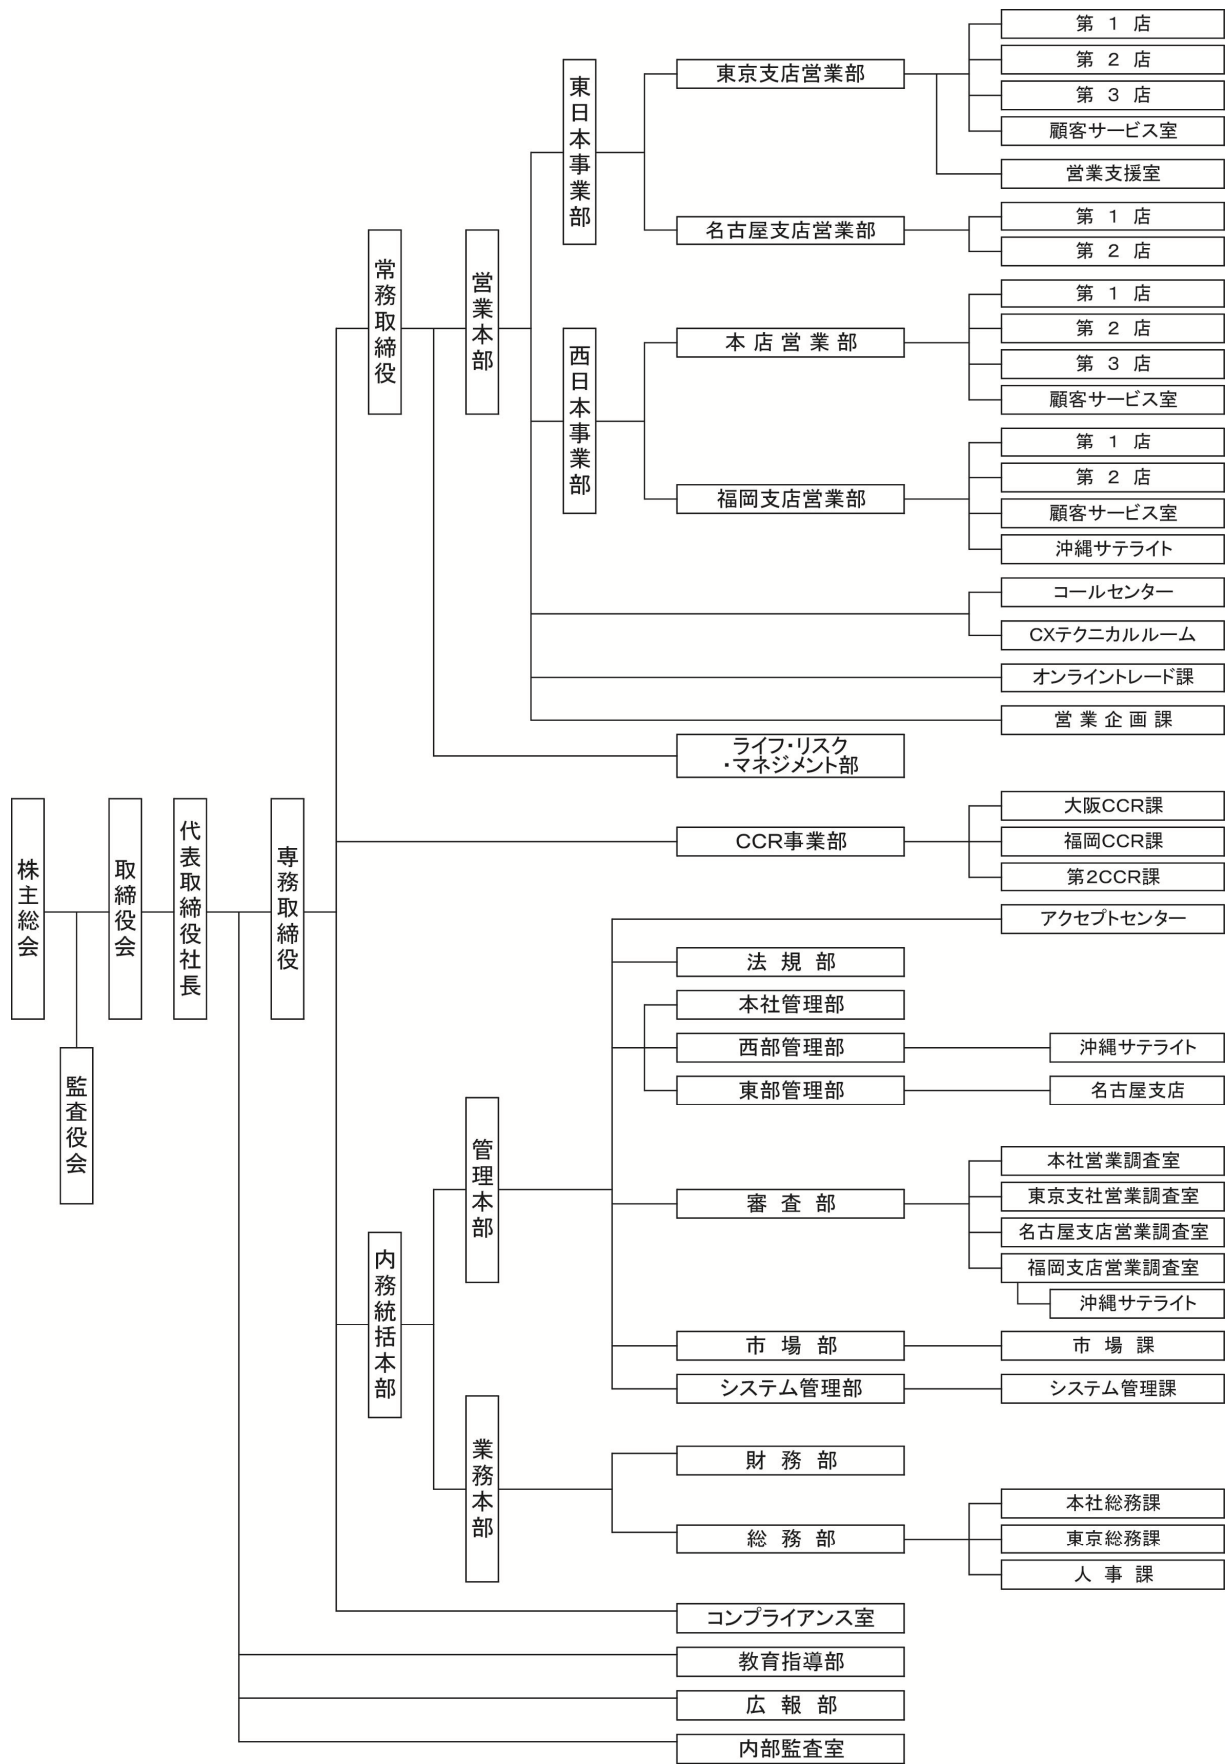 株主総会
監査役会
取締役会
代表取締役社長
専務取締役
常務取締役
営業本部
東日本事業部
東京支店営業部
第 1 店
第 2 店
第 3 店
顧客サービス室
営業支援室
名古屋支店営業部
第 1 店
第 2 店
西日本事業部
本店営業部
第 1 店
第 2 店
第 3 店
顧客サービス室
福岡支店営業部
第 1 店
第 2 店
顧客サービス室
沖縄サテライト
コールセンター
CXテクニカルルーム
オンライントレード課
営業企画課
ライフ・リスク
・マネジメント部
CCR事業部
大阪CCR課
福岡CCR課
第2CCR課
内務統括本部
管理本部
アクセプトセンター
法規部
本社管理部
西部管理部
沖縄サテライト
東部管理部
名古屋支店
審査部
本社営業調査室
東京支社営業調査室
名古屋支店営業調査室
福岡支店営業調査室
沖縄サテライト
市場部
市場課
システム管理部
システム管理課
業務本部
財務部
総務部
本社総務課
東京総務課
人事課
コンプライアンス室
教育指導部
広報部
内部監査室